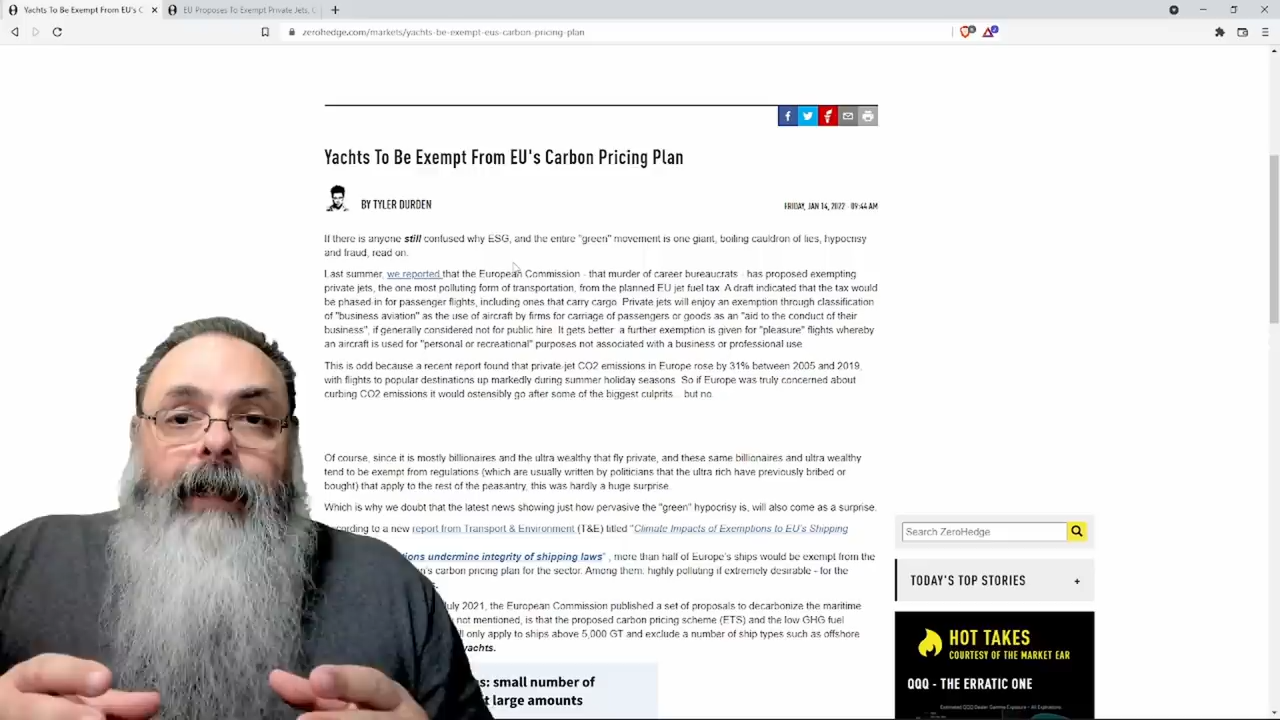 Yachts To Be Exempt From EU's C
EU Proposes To Exempt Private Jets, C
zerohedge.com/markets/yachts-be-exempt-eus-carbon-pricing-plan
Yachts To Be Exempt From EU's Carbon Pricing Plan
BY TYLER DURDEN
FRIDAY, JAN 14, 2022 - 09:44 AM
If there is anyone still confused why ESG, and the entire "green" movement is one giant, boiling cauldron of lies, hypocrisy
and fraud, read on.
Last summer, we reported that the European Commission - that murder of career bureaucrats - has proposed exempting
private jets, the one most polluting form of transportation, from the planned EU jet fuel tax. A draft indicated that the tax would
be phased in for passenger flights, including ones that carry cargo. Private jets will enjoy an exemption through classification
of "business aviation" as the use of aircraft by firms for carriage of passengers or goods as an "aid to the conduct of their
business", if generally considered not for public hire. It gets better: a further exemption is given for "pleasure" flights whereby
an aircraft is used for "personal or recreational" purposes not associated with a business or professional use
This is odd because a recent report found that private-jet CO2 emissions in Europe rose by 31% between 2005 and 2019,
with flights to popular destinations up markedly during summer holiday seasons. So if Europe was truly concerned about
curbing CO2 emissions it would ostensibly go after some of the biggest culprits... but no.
Of course, since it is mostly billionaires and the ultra wealthy that fly private, and these same billionaires and ultra wealthy
tend to be exempt from regulations (which are usually written by politicians that the ultra rich have previously bribed or
bought) that apply to the rest of the peasantry, this was hardly a huge surprise.
Which is why we doubt that the latest news showing just how pervasive the "green" hypocrisy is, will also come as a surprise.
ccording to a new report from Transport & Environment (T&E) titled "Climate Impacts of Exemptions to EU's Shipping
tions undermine integrity of shipping laws" , more than half of Europe's ships would be exempt from the
on's carbon pricing plan for the sector. Among them: highly polluting if extremely desirable - for the
uly 2021, the European Commission published a set of proposals to decarbonize the maritime
not mentioned, is that the proposed carbon pricing scheme (ETS) and the low GHG fuel
ll only apply to ships above 5,000 GT and exclude a number of ship types such as offshore
yachts.
s: small number of
t large amounts
Search ZeroHedge
TODAY'S TOP STORIES +
HOT TAKES
COURTESY OF THE MARKET EAR
QQQ - THE ERRATIC ONE